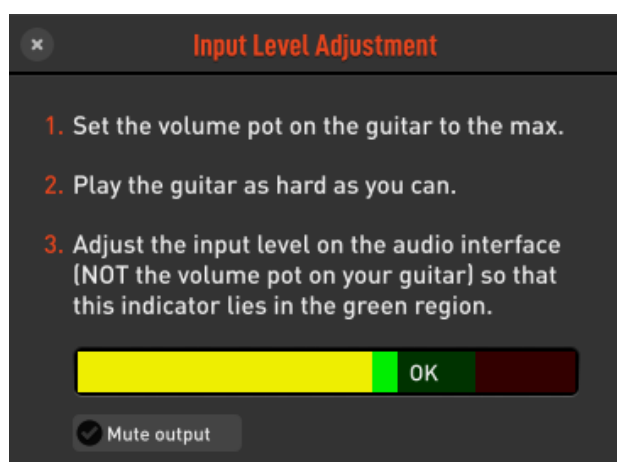 Input Level Adjustment
1. Set the volume pot on the guitar to the max.
2. Play the guitar as hard as you can.
3. Adjust the input level on the audio interface
(NOT the volume pot on your guitar) so that
this indicator lies in the green region.
OK
Mute output